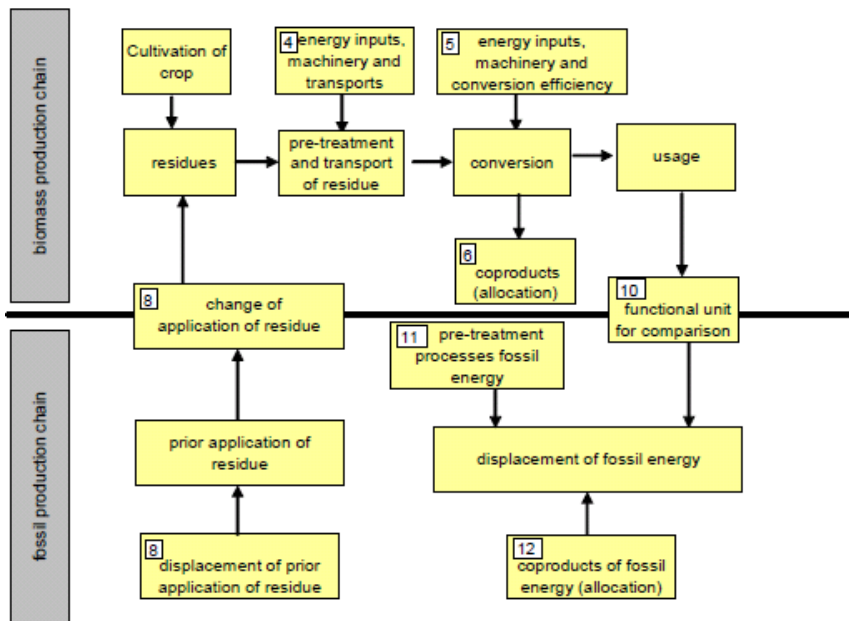 biomass production chain
Cultivation of
crop
4 energy inputs,
machinery and
transports
5 energy inputs,
machinery and
conversion efficiency
residues
pre-treatment
and transport
of residue
conversion
usage
6
coproducts
(allocation)
8
change of
application of residue
10
functional unit
for comparison
fossil production chain
11 pre-treatment
processes fossil
energy
prior application of
residue
displacement of fossil energy
8
displacement of prior
application of residue
12
coproducts of fossil
energy (allocation)